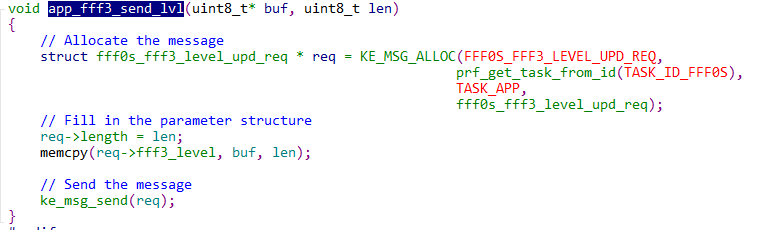 void app_fff3_send_lvl(uint8_t* buf, uint8_t len)
{
// Allocate the message
struct fff0s_fff3_level_upd_req * req = KE_MSG_ALLOC(FFF0S_FFF3_LEVEL_UPD_REQ,
prf_get_task_from_id(TASK_ID_FFF0S),
TASK_APP,
fff0s_fff3_level_upd_req);
// Fill in the parameter structure
req->length = len;
memcpy(req->fff3_level, buf, len);
// Send the message
ke_msg_send(req);
}